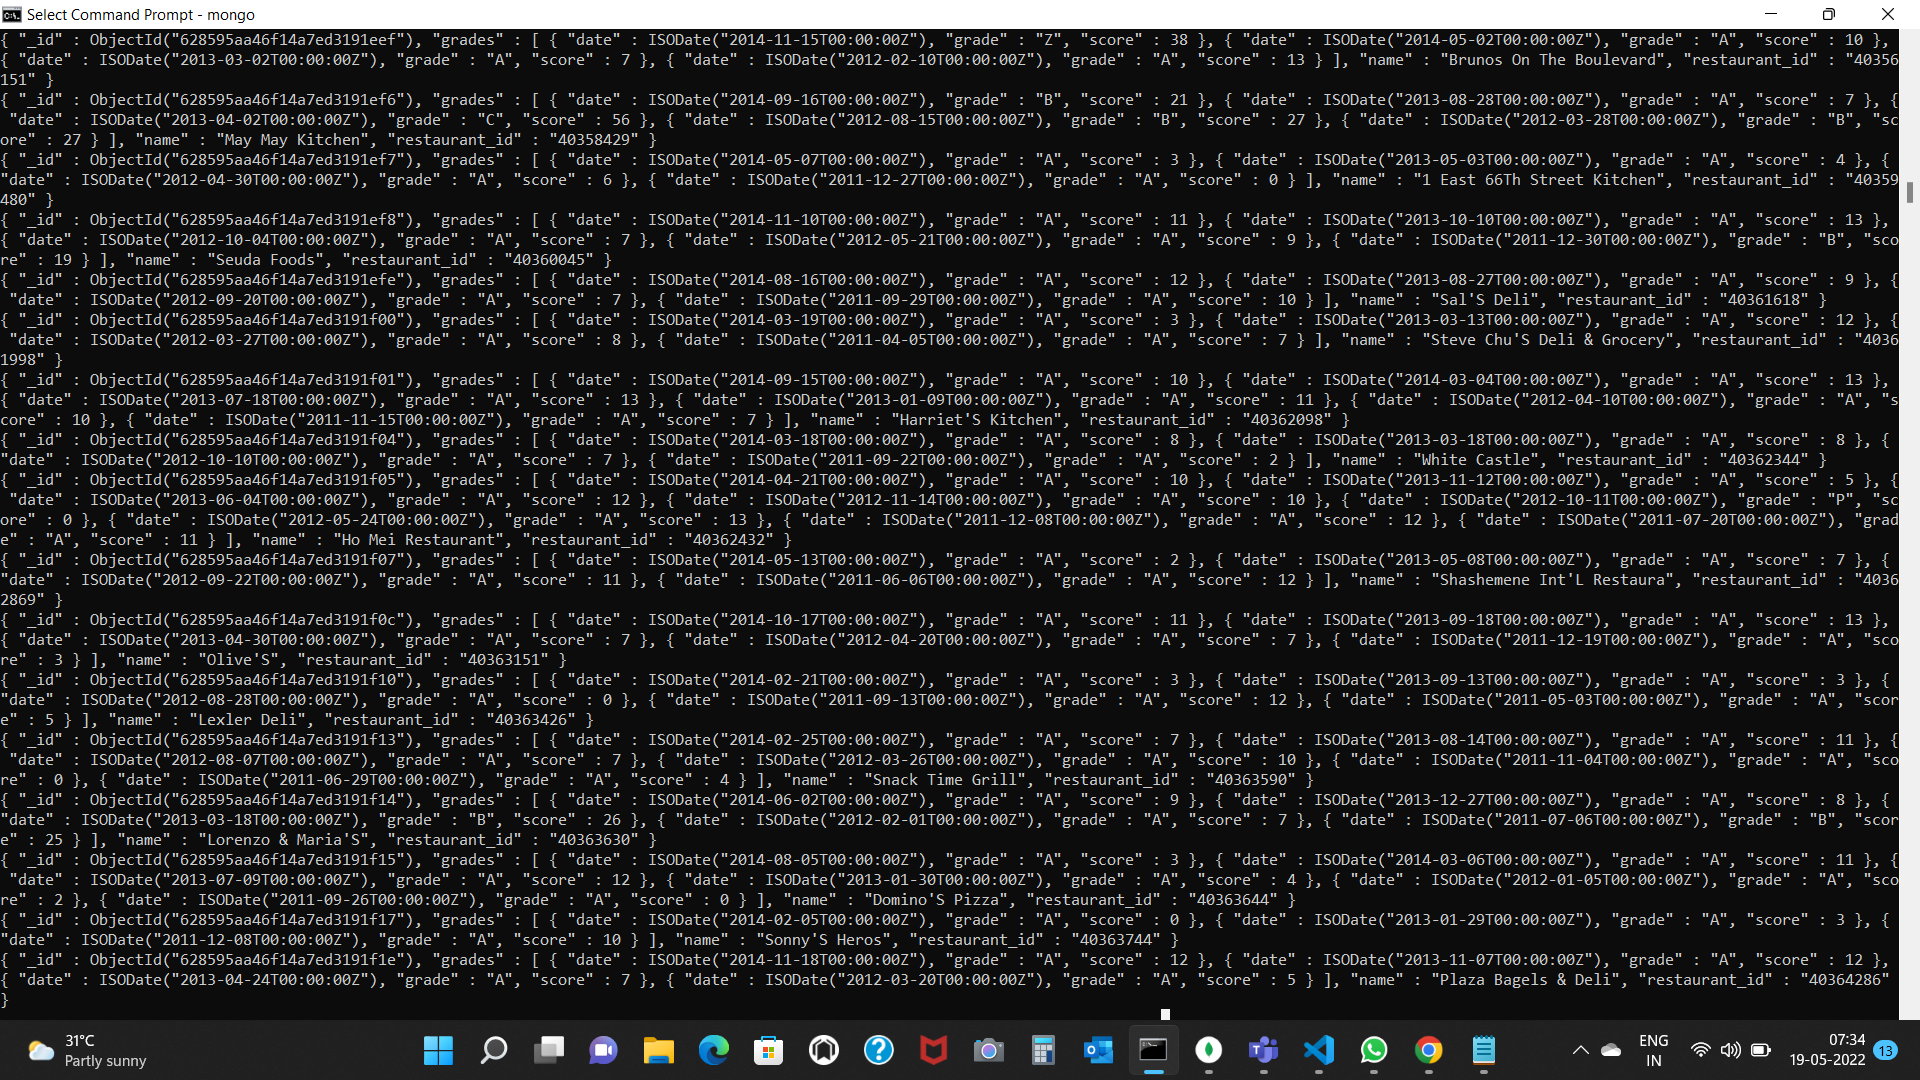 Select Command Prompt - mongo
{ "_id" : ObjectId("628595aa46f14a7ed3191eef"), "grades" : [ { "date" : ISODate("2014-11-15T00:00:00Z"), "grade" : "Z", "score" : 38 }, { "date" : ISODate("2014-05-02T00:00:00Z"), "grade" : "A", "score" : 10 },
{ "date" : ISODate("2013-03-02T00:00:00Z"), "grade" : "A", "score" : 7 }, { "date" : ISODate("2012-02-10T00:00:00Z"), "grade" : "A", "score" : 13 } ], "name" : "Brunos On The Boulevard", "restaurant_id" : "40356
151" }
{ "_id" : ObjectId("628595aa46f14a7ed3191ef6"), "grades" : [ { "date" : ISODate("2014-09-16T00:00:00Z"), "grade" : "B", "score" : 21 }, { "date" : ISODate("2013-08-28T00:00:00Z"), "grade" : "A", "score" : 7 }, {
"date" : ISODate("2013-04-02T00:00:00Z"), "grade" : "C", "score" : 56 }, { "date" : ISODate("2012-08-15T00:00:00Z"), "grade" : "B", "score" : 27 }, { "date" : ISODate("2012-03-28T00:00:00Z"), "grade" : "B", "sc
ore" : 27 } ], "name" : "May May Kitchen", "restaurant_id" : "40358429" }
{ "_id" : ObjectId("628595aa46f14a7ed3191ef7"), "grades" : [ { "date" : ISODate("2014-05-07T00:00:00Z"), "grade" : "A", "score" : 3 }, { "date" : ISODate("2013-05-03T00:00:00Z"), "grade" : "A", "score" : 4 }, {
"date" : ISODate("2012-04-30T00:00:00Z"), "grade" : "A", "score" : 6 }, { "date" : ISODate("2011-12-27T00:00:00Z"), "grade" : "A", "score" : 0 } ], "name" : "1 East 66Th Street Kitchen", "restaurant_id" : "40359
480" }
{ "_id" : ObjectId("628595aa46f14a7ed3191ef8"), "grades" : [ { "date" : ISODate("2014-11-10T00:00:00Z"), "grade" : "A", "score" : 11 }, { "date" : ISODate("2013-10-10T00:00:00Z"), "grade" : "A", "score" : 13 },
{ "date" : ISODate("2012-10-04T00:00:00Z"), "grade" : "A", "score" : 7 }, { "date" : ISODate("2012-05-21T00:00:00Z"), "grade" : "A", "score" : 9 }, { "date" : ISODate("2011-12-30T00:00:00Z"), "grade" : "B", "sco
re" : 19 } ], "name" : "Seuda Foods", "restaurant_id" : "40360045" }
{ "_id" : ObjectId("628595aa46f14a7ed3191efe"), "grades" : [ { "date" : ISODate("2014-08-16T00:00:00Z"), "grade" : "A", "score" : 12 }, { "date" : ISODate("2013-08-27T00:00:00Z"), "grade" : "A", "score" : 9 }, {
"date" : ISODate("2012-09-20T00:00:00Z"), "grade" : "A", "score" : 7 }, { "date" : ISODate("2011-09-29T00:00:00Z"), "grade" : "A", "score" : 10 } ], "name" : "Sal'S Deli", "restaurant_id" : "40361618" }
{ "_id" : ObjectId("628595aa46f14a7ed3191f00"), "grades" : [ { "date" : ISODate("2014-03-19T00:00:00Z"), "grade" : "A", "score" : 3 }, { "date" : ISODate("2013-03-13T00:00:00Z"), "grade" : "A", "score" : 12 }, {
"date" : ISODate("2012-03-27T00:00:00Z"), "grade" : "A", "score" : 8 }, { "date" : ISODate("2011-04-05T00:00:00Z"), "grade" : "A", "score" : 7 } ], "name" : "Steve Chu'S Deli & Grocery", "restaurant_id" : "4036
1998" }
{ "_id" : ObjectId("628595aa46f14a7ed3191f01"), "grades" : [ { "date" : ISODate("2014-09-15T00:00:00Z"), "grade" : "A", "score" : 10 }, { "date" : ISODate("2014-03-04T00:00:00Z"), "grade" : "A", "score" : 13 },
{ "date" : ISODate("2013-07-18T00:00:00Z"), "grade" : "A", "score" : 13 }, { "date" : ISODate("2013-01-09T00:00:00Z"), "grade" : "A", "score" : 11 }, { "date" : ISODate("2012-04-10T00:00:00Z"), "grade" : "A", "s
core" : 10 }, { "date" : ISODate("2011-11-15T00:00:00Z"), "grade" : "A", "score" : 7 } ], "name" : "Harriet'S Kitchen", "restaurant_id" : "40362098" }
{ "_id" : ObjectId("628595aa46f14a7ed3191f04"), "grades" : [ { "date" : ISODate("2014-03-18T00:00:00Z"), "grade" : "A", "score" : 8 }, { "date" : ISODate("2013-03-18T00:00:00Z"), "grade" : "A", "score" : 8 }, {
"date" : ISODate("2012-10-10T00:00:00Z"), "grade" : "A", "score" : 7 }, { "date" : ISODate("2011-09-22T00:00:00Z"), "grade" : "A", "score" : 2 } ], "name" : "White Castle", "restaurant_id" : "40362344" }
{ "_id" : ObjectId("628595aa46f14a7ed3191f05"), "grades" : [ { "date" : ISODate("2014-04-21T00:00:00Z"), "grade" : "A", "score" : 10 }, { "date" : ISODate("2013-11-12T00:00:00Z"), "grade" : "A", "score" : 5 }, {
"date" : ISODate("2013-06-04T00:00:00Z"), "grade" : "A", "score" : 12 }, { "date" : ISODate("2012-11-14T00:00:00Z"), "grade" : "A", "score" : 10 }, { "date" : ISODate("2012-10-11T00:00:00Z"), "grade" : "P", "sc
ore" : 0 }, { "date" : ISODate("2012-05-24T00:00:00Z"), "grade" : "A", "score" : 13 }, { "date" : ISODate("2011-12-08T00:00:00Z"), "grade" : "A", "score" : 12 }, { "date" : ISODate("2011-07-20T00:00:00Z"), "grad
e" : "A", "score" : 11 } ], "name" : "Ho Mei Restaurant", "restaurant_id" : "40362432" }
{ "_id" : ObjectId("628595aa46f14a7ed3191f07"), "grades" : [ { "date" : ISODate("2014-05-13T00:00:00Z"), "grade" : "A", "score" : 2 }, { "date" : ISODate("2013-05-08T00:00:00Z"), "grade" : "A", "score" : 7 }, {
"date" : ISODate("2012-09-22T00:00:00Z"), "grade" : "A", "score" : 11 }, { "date" : ISODate("2011-06-06T00:00:00Z"), "grade" : "A", "score" : 12 } ], "name" : "Shashemene Int'L Restaura", "restaurant_id" : "4036
2869" }
{ "_id" : ObjectId("628595aa46f14a7ed3191f0c"), "grades" : [ { "date" : ISODate("2014-10-17T00:00:00Z"), "grade" : "A", "score" : 11 }, { "date" : ISODate("2013-09-18T00:00:00Z"), "grade" : "A", "score" : 13 },
{ "date" : ISODate("2013-04-30T00:00:00Z"), "grade" : "A", "score" : 7 }, { "date" : ISODate("2012-04-20T00:00:00Z"), "grade" : "A", "score" : 7 }, { "date" : ISODate("2011-12-19T00:00:00Z"), "grade" : "A", "sco
re" : 3 } ], "name" : "Olive'S", "restaurant_id" : "40363151" }
{ "_id" : ObjectId("628595aa46f14a7ed3191f10"), "grades" : [ { "date" : ISODate("2014-02-21T00:00:00Z"), "grade" : "A", "score" : 3 }, { "date" : ISODate("2013-09-13T00:00:00Z"), "grade" : "A", "score" : 3 }, {
"date" : ISODate("2012-08-28T00:00:00Z"), "grade" : "A", "score" : 0 }, { "date" : ISODate("2011-09-13T00:00:00Z"), "grade" : "A", "score" : 12 }, { "date" : ISODate("2011-05-03T00:00:00Z"), "grade" : "A", "scor
e" : 5 } ], "name" : "Lexler Deli", "restaurant_id" : "40363426" }
{ "_id" : ObjectId("628595aa46f14a7ed3191f13"), "grades" : [ { "date" : ISODate("2014-02-25T00:00:00Z"), "grade" : "A", "score" : 7 }, { "date" : ISODate("2013-08-14T00:00:00Z"), "grade" : "A", "score" : 11 }, {
"date" : ISODate("2012-08-07T00:00:00Z"), "grade" : "A", "score" : 7 }, { "date" : ISODate("2012-03-26T00:00:00Z"), "grade" : "A", "score" : 10 }, { "date" : ISODate("2011-11-04T00:00:00Z"), "grade" : "A", "sco
re" : 0 }, { "date" : ISODate("2011-06-29T00:00:00Z"), "grade" : "A", "score" : 4 } ], "name" : "Snack Time Grill", "restaurant_id" : "40363590" }
{ "_id" : ObjectId("628595aa46f14a7ed3191f14"), "grades" : [ { "date" : ISODate("2014-06-02T00:00:00Z"), "grade" : "A", "score" : 9 }, { "date" : ISODate("2013-12-27T00:00:00Z"), "grade" : "A", "score" : 8 }, {
"date" : ISODate("2013-03-18T00:00:00Z"), "grade" : "B", "score" : 26 }, { "date" : ISODate("2012-02-01T00:00:00Z"), "grade" : "A", "score" : 7 }, { "date" : ISODate("2011-07-06T00:00:00Z"), "grade" : "B", "scor
e" : 25 } ], "name" : "Lorenzo & Maria'S", "restaurant_id" : "40363630" }
{ "_id" : ObjectId("628595aa46f14a7ed3191f15"), "grades" : [ { "date" : ISODate("2014-08-05T00:00:00Z"), "grade" : "A", "score" : 3 }, { "date" : ISODate("2014-03-06T00:00:00Z"), "grade" : "A", "score" : 11 }, {
"date" : ISODate("2013-07-09T00:00:00Z"), "grade" : "A", "score" : 12 }, { "date" : ISODate("2013-01-30T00:00:00Z"), "grade" : "A", "score" : 4 }, { "date" : ISODate("2012-01-05T00:00:00Z"), "grade" : "A", "sco
re" : 2 }, { "date" : ISODate("2011-09-26T00:00:00Z"), "grade" : "A", "score" : 0 } ], "name" : "Domino'S Pizza", "restaurant_id" : "40363644" }
{ "_id" : ObjectId("628595aa46f14a7ed3191f17"), "grades" : [ { "date" : ISODate("2014-02-05T00:00:00Z"), "grade" : "A", "score" : 0 }, { "date" : ISODate("2013-01-29T00:00:00Z"), "grade" : "A", "score" : 3 }, {
"date" : ISODate("2011-12-08T00:00:00Z"), "grade" : "A", "score" : 10 } ], "name" : "Sonny'S Heros", "restaurant_id" : "40363744" }
{ "_id" : ObjectId("628595aa46f14a7ed3191f1e"), "grades" : [ { "date" : ISODate("2014-11-18T00:00:00Z"), "grade" : "A", "score" : 12 }, { "date" : ISODate("2013-11-07T00:00:00Z"), "grade" : "A", "score" : 12 },
{ "date" : ISODate("2013-04-24T00:00:00Z"), "grade" : "A", "score" : 7 }, { "date" : ISODate("2012-03-20T00:00:00Z"), "grade" : "A", "score" : 5 } ], "name" : "Plaza Bagels & Deli", "restaurant_id" : "40364286"
}
31°C
Partly sunny
ENG
IN
07:34
19-05-2022
13